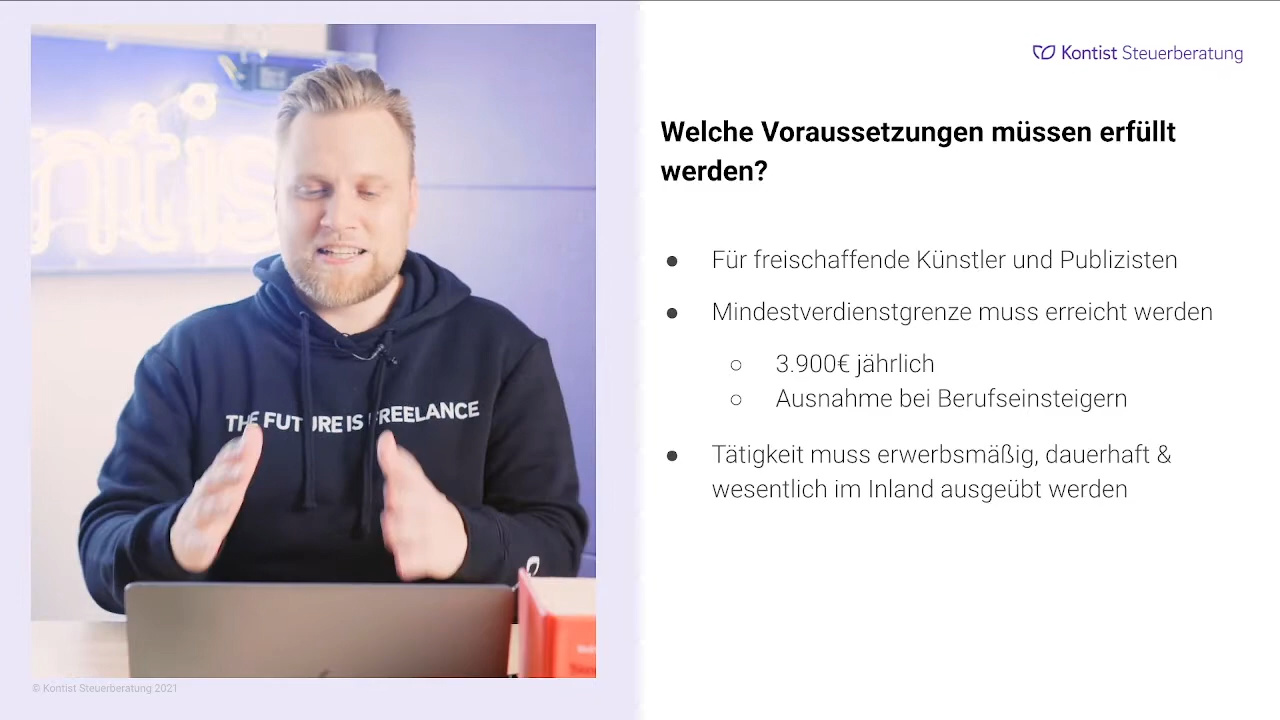 Kontist Steuerberatung
Welche Voraussetzungen müssen erfüllt
werden?
● Für freischaffende Künstler und Publizisten
● Mindestverdienstgrenze muss erreicht werden
○ 3.900€ jährlich
○ Ausnahme bei Berufseinsteigern
● Tätigkeit muss erwerbsmäßig, dauerhaft &
wesentlich im Inland ausgeübt werden
ntis
THE FUTURE IS FREELANCE
© Kontist Steuerberatung 2021